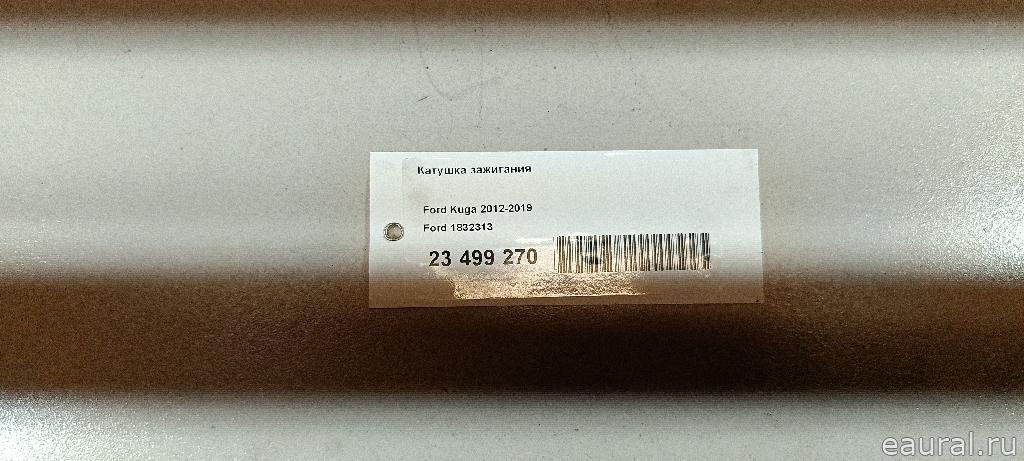 Катушка зажигания
Ford Kuga 2012-2019
Ford 1832313
23 499 270
eaural.ru